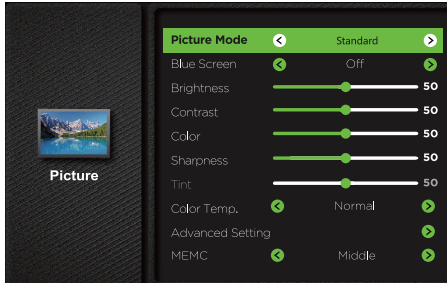 Picture Mode Standard
Blue Screen Off
Brightness 50
Contrast 50
Color 50
Sharpness 50
Tint 50
Color Temp. Normal
Advanced Setting
MEMC Middle
Picture